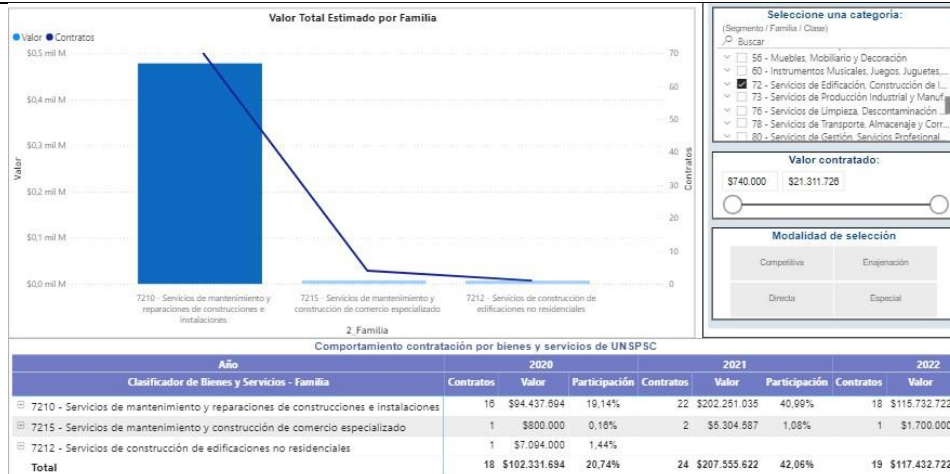 Valor Total Estimado por Familia
Valor Contratos
$0,5 mil M
$0,4 mil M
$0,3 mil M
$0,2 mil M
$0,1 mil M
$0,0 mil M
Valor
70
60
50
40
30
20
10
0
Contratos
7210 - Servicios de mantenimiento y
reparaciones de construcciones e
instalaciones
7215 - Servicios de mantenimiento y
construcción de comercio especializado
7212 - Servicios de construcción de
edificaciones no residenciales
2_Familia
Seleccione una categoría:
(Segmento / Familia / Clase)
Buscar
56 - Muebles, Mobiliario y Decoración
60 - Instrumentos Musicales, Juegos, Juguetes,...
72 - Servicios de Edificación, Construcción de I...
73 - Servicios de Producción Industrial y Manuf...
76 - Servicios de Limpieza, Descontaminación ...
78 - Servicios de Transporte, Almacenaje y Corr...
80 - Servicios de Gestión, Servicios Profesional...
Valor contratado:
$740.000 $21.311.726
Modalidad de selección
Competitiva Enajenación
Directa Especial
Comportamiento contratación por bienes y servicios de UNSPSC
Año 2020 2021 2022
Clasificador de Bienes y Servicios - Familia Contratos Valor Participación Contratos Valor Participación Contratos Valor
7210 - Servicios de mantenimiento y reparaciones de construcciones e instalaciones 16 $94.437.694 19,14% 22 $202.251.035 40,99% 18 $115.732.722
7215 - Servicios de mantenimiento y construcción de comercio especializado 1 $800.000 0,16% 2 $5.304.587 1,08% 1 $1.700.000
7212 - Servicios de construcción de edificaciones no residenciales 1 $7.094.000 1,44%
Total 18 $102.331.694 20,74% 24 $207.555.622 42,06% 19 $117.432.722